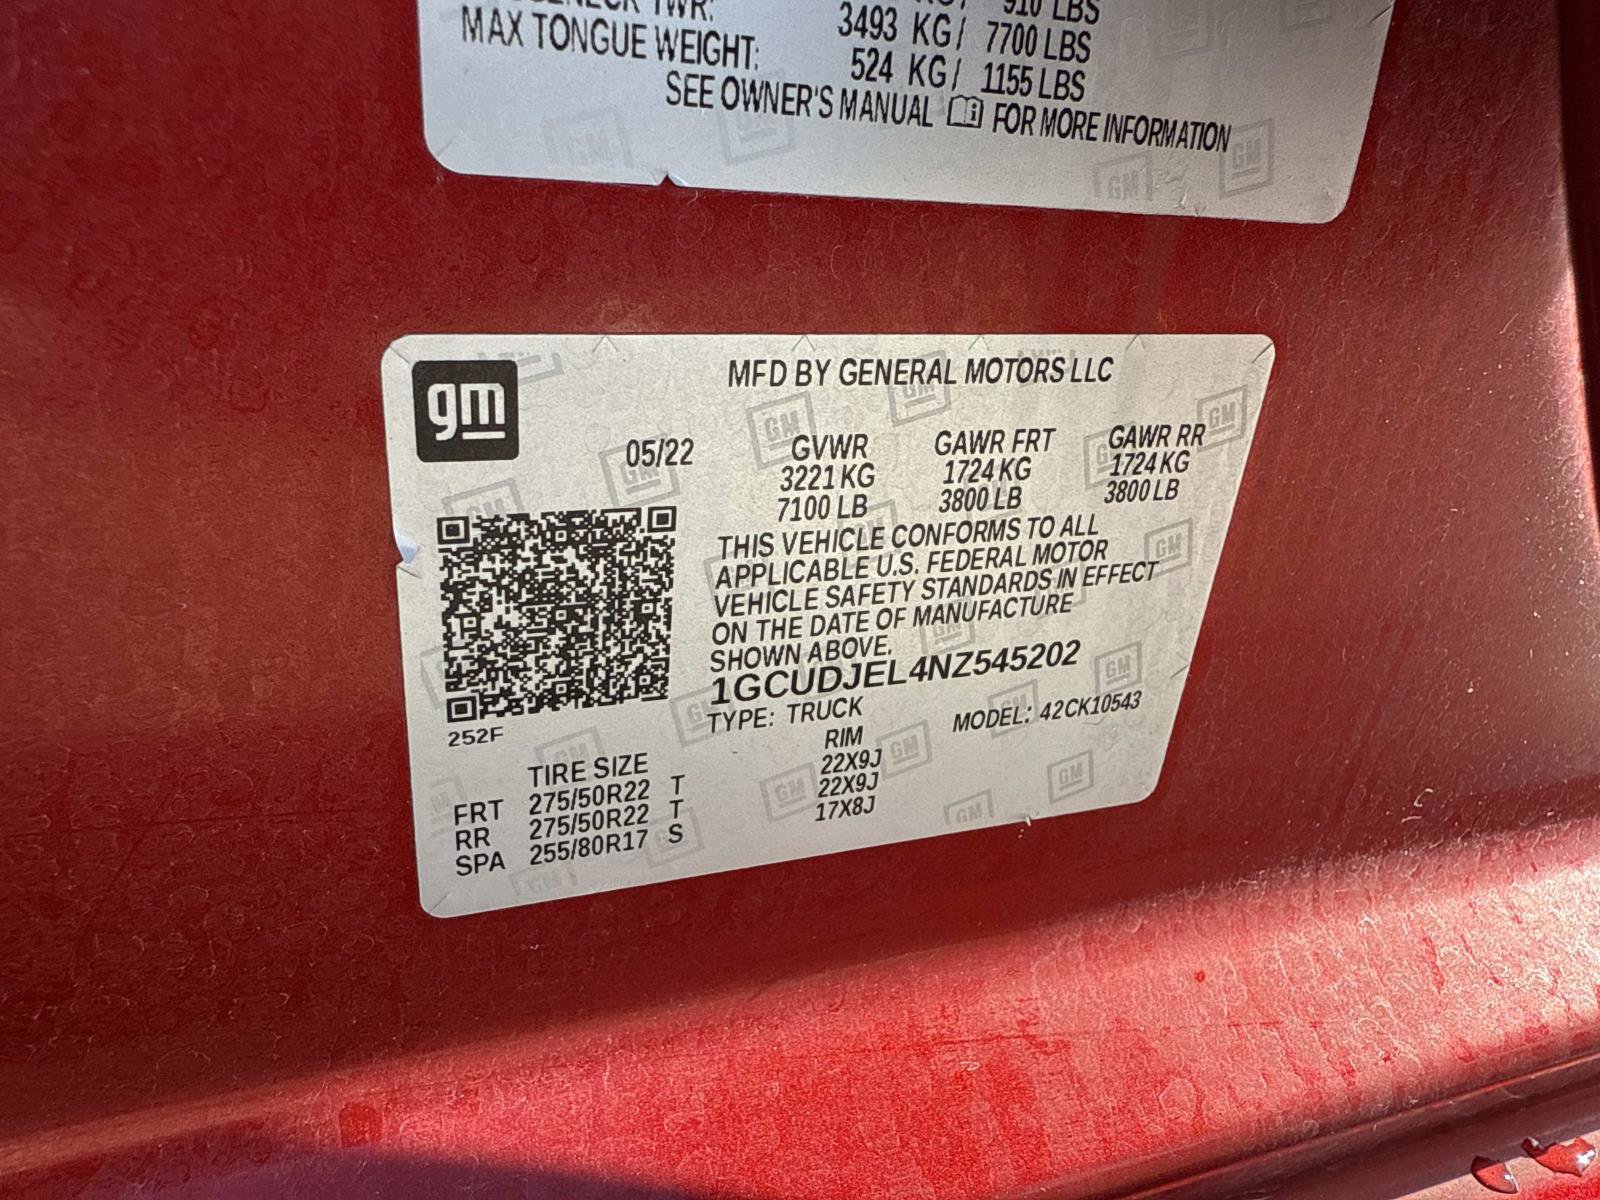 TWR: KG/ 910 LBS
3493 KG/ 7700 LBS
MAX TONGUE WEIGHT: 524 KG/ 1155 LBS
SEE OWNER'S MANUAL FOR MORE INFORMATION
gm
MFD BY GENERAL MOTORS LLC
05/22
GVWR GAWR FRT GAWR RR
3221 KG 1724 KG 1724 KG
7100 LB 3800 LB 3800 LB
THIS VEHICLE CONFORMS TO ALL
APPLICABLE U.S. FEDERAL MOTOR
VEHICLE SAFETY STANDARDS IN EFFECT
ON THE DATE OF MANUFACTURE
SHOWN ABOVE.
1GCUDJEL4NZ545202
TYPE: TRUCK MODEL: 42CK10543
252F
TIRE SIZE RIM
FRT 275/50R22 T 22X9J
RR 275/50R22 T 22X9J
SPA 255/80R17 S 17X8J